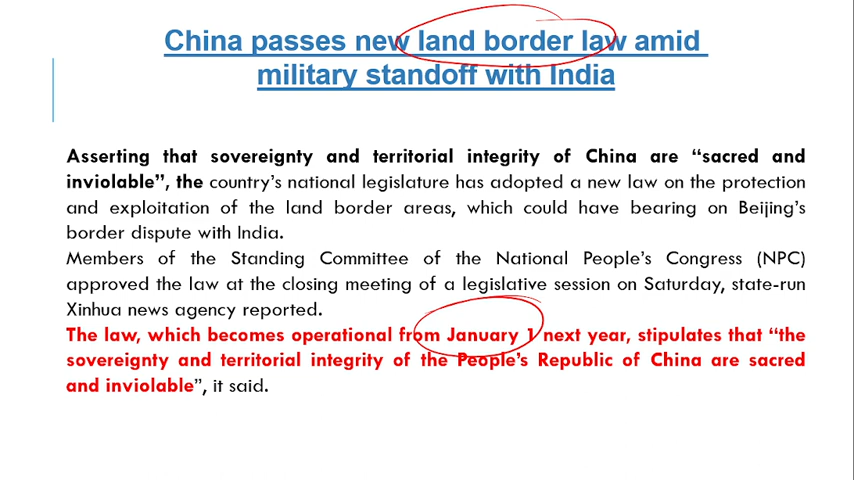 China passes new land border law amid
military standoff with India
Asserting that sovereignty and territorial integrity of China are “sacred and
inviolable”, the country’s national legislature has adopted a new law on the protection
and exploitation of the land border areas, which could have bearing on Beijing’s
border dispute with India.
Members of the Standing Committee of the National People’s Congress (NPC)
approved the law at the closing meeting of a legislative session on Saturday, state-run
Xinhua news agency reported.
The law, which becomes operational from January 1 next year, stipulates that “the
sovereignty and territorial integrity of the People’s Republic of China are sacred
and inviolable”, it said.